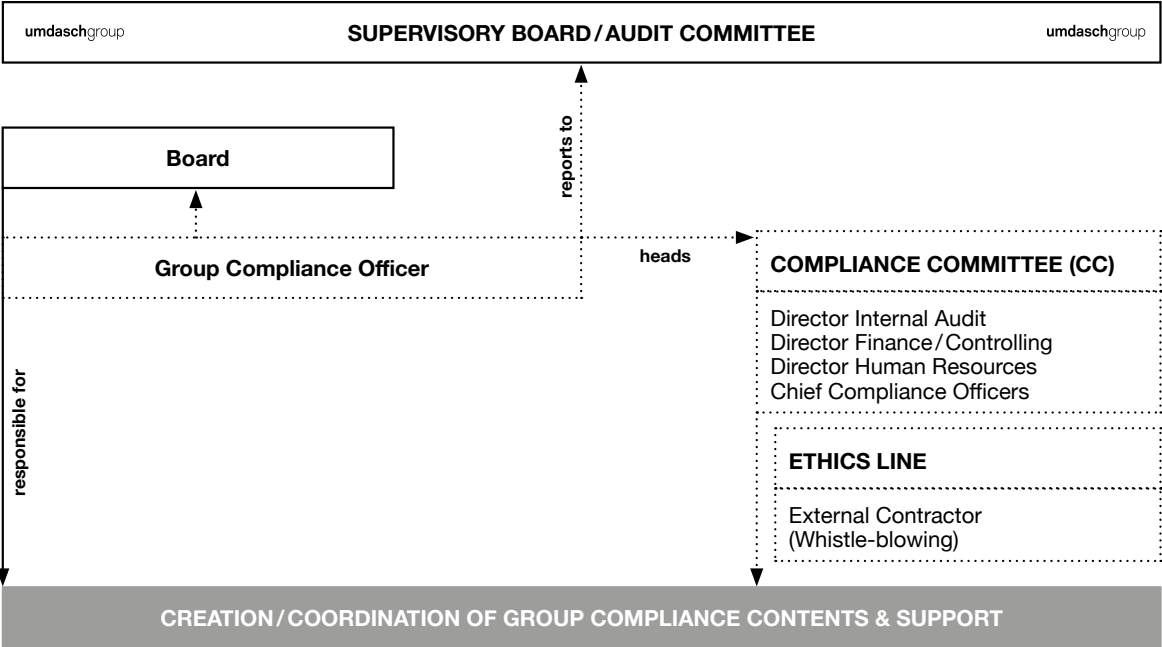 umdaschgroup
SUPERVISORY BOARD/AUDIT COMMITTEE
umdaschgroup
Board
reports to
Group Compliance Officer
heads
COMPLIANCE COMMITTEE (CC)
Director Internal Audit
Director Finance/Controlling
Director Human Resources
Chief Compliance Officers
responsible for
ETHICS LINE
External Contractor
(Whistle-blowing)
CREATION/COORDINATION OF GROUP COMPLIANCE CONTENTS & SUPPORT